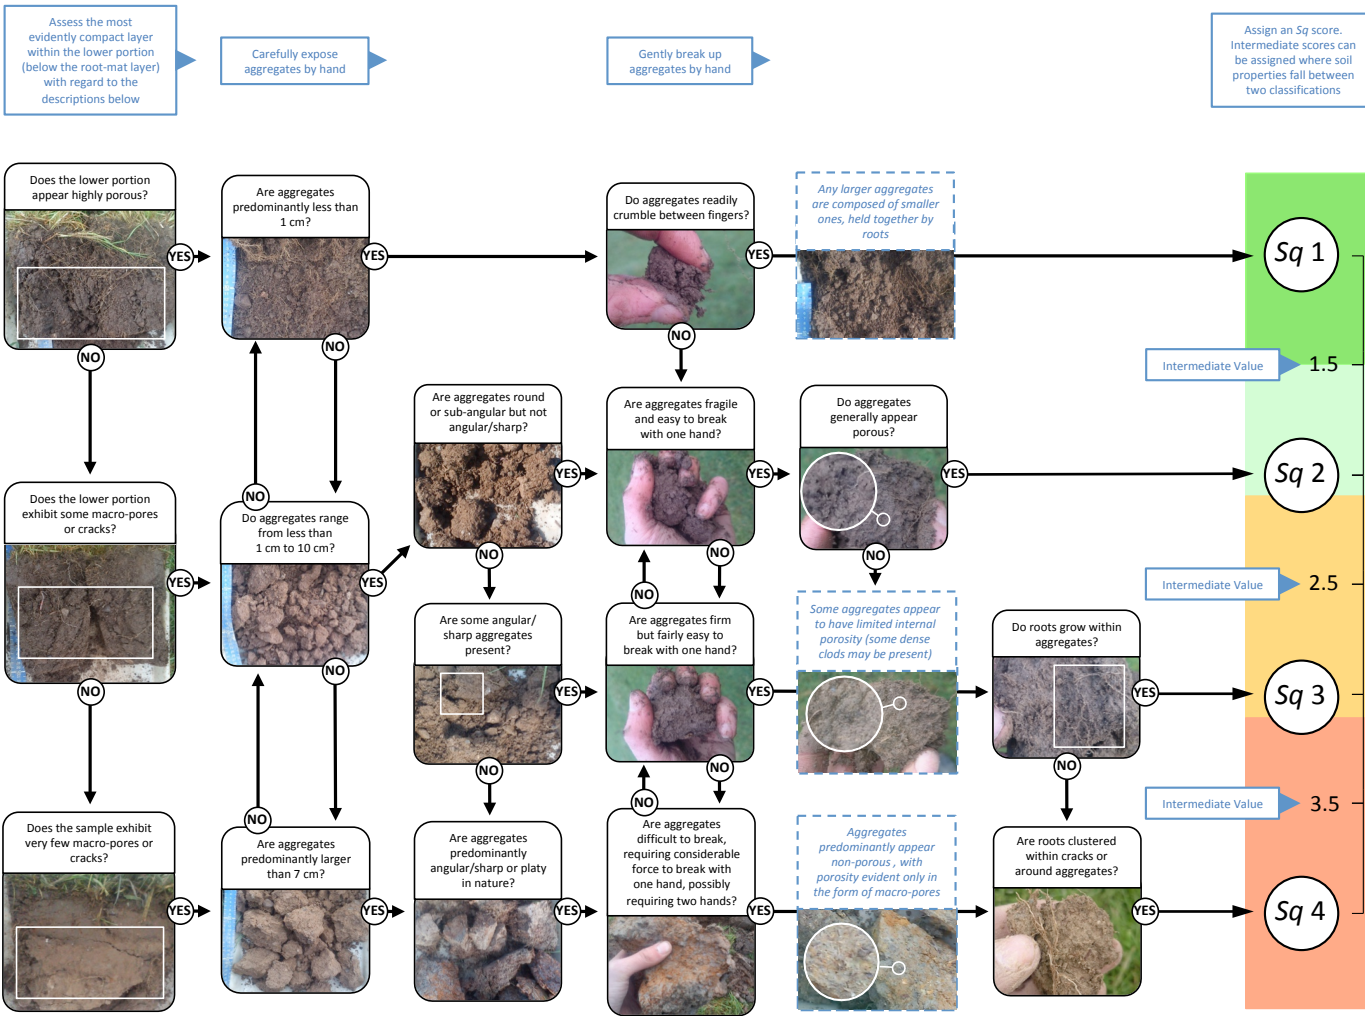 Assess the most
evidently compact layer
within the lower portion
(below the root-mat layer)
with regard to the
descriptions below
Carefully expose
aggregates by hand
Gently break up
aggregates by hand
Assign an Sq score.
Intermediate scores can
be assigned where soil
properties fall between
two classifications
Does the lower portion
appear highly porous?
YES
NO
Are aggregates
predominantly less than
1 cm?
YES
NO
Do aggregates readily
crumble between fingers?
YES
NO
Any larger aggregates
are composed of smaller
ones, held together by
roots
Sq 1
Intermediate Value
1.5
Does the lower portion
exhibit some macro-pores
or cracks?
YES
NO
NO
Do aggregates range
from less than
1 cm to 10 cm?
YES
NO
Are aggregates round
or sub-angular but not
angular/sharp?
YES
NO
Are aggregates fragile
and easy to break
with one hand?
YES
NO
Do aggregates
generally appear
porous?
YES
NO
Sq 2
Intermediate Value
2.5
Are some angular/
sharp aggregates
present?
YES
NO
NO
Are aggregates firm
but fairly easy to
break with one hand?
YES
NO
Some aggregates appear
to have limited internal
porosity (some dense
clods may be present)
Do roots grow within
aggregates?
YES
NO
Sq 3
Intermediate Value
3.5
Does the sample exhibit
very few macro-pores or
cracks?
YES
NO
Are aggregates
predominantly larger
than 7 cm?
YES
Are aggregates
predominantly
angular/sharp or platy
in nature?
YES
NO
Are aggregates
difficult to break,
requiring considerable
force to break with
one hand, possibly
requiring two hands?
YES
Aggregates
predominantly appear
non-porous , with
porosity evident only in
the form of macro-pores
Are roots clustered
within cracks or
around aggregates?
YES
Sq 4